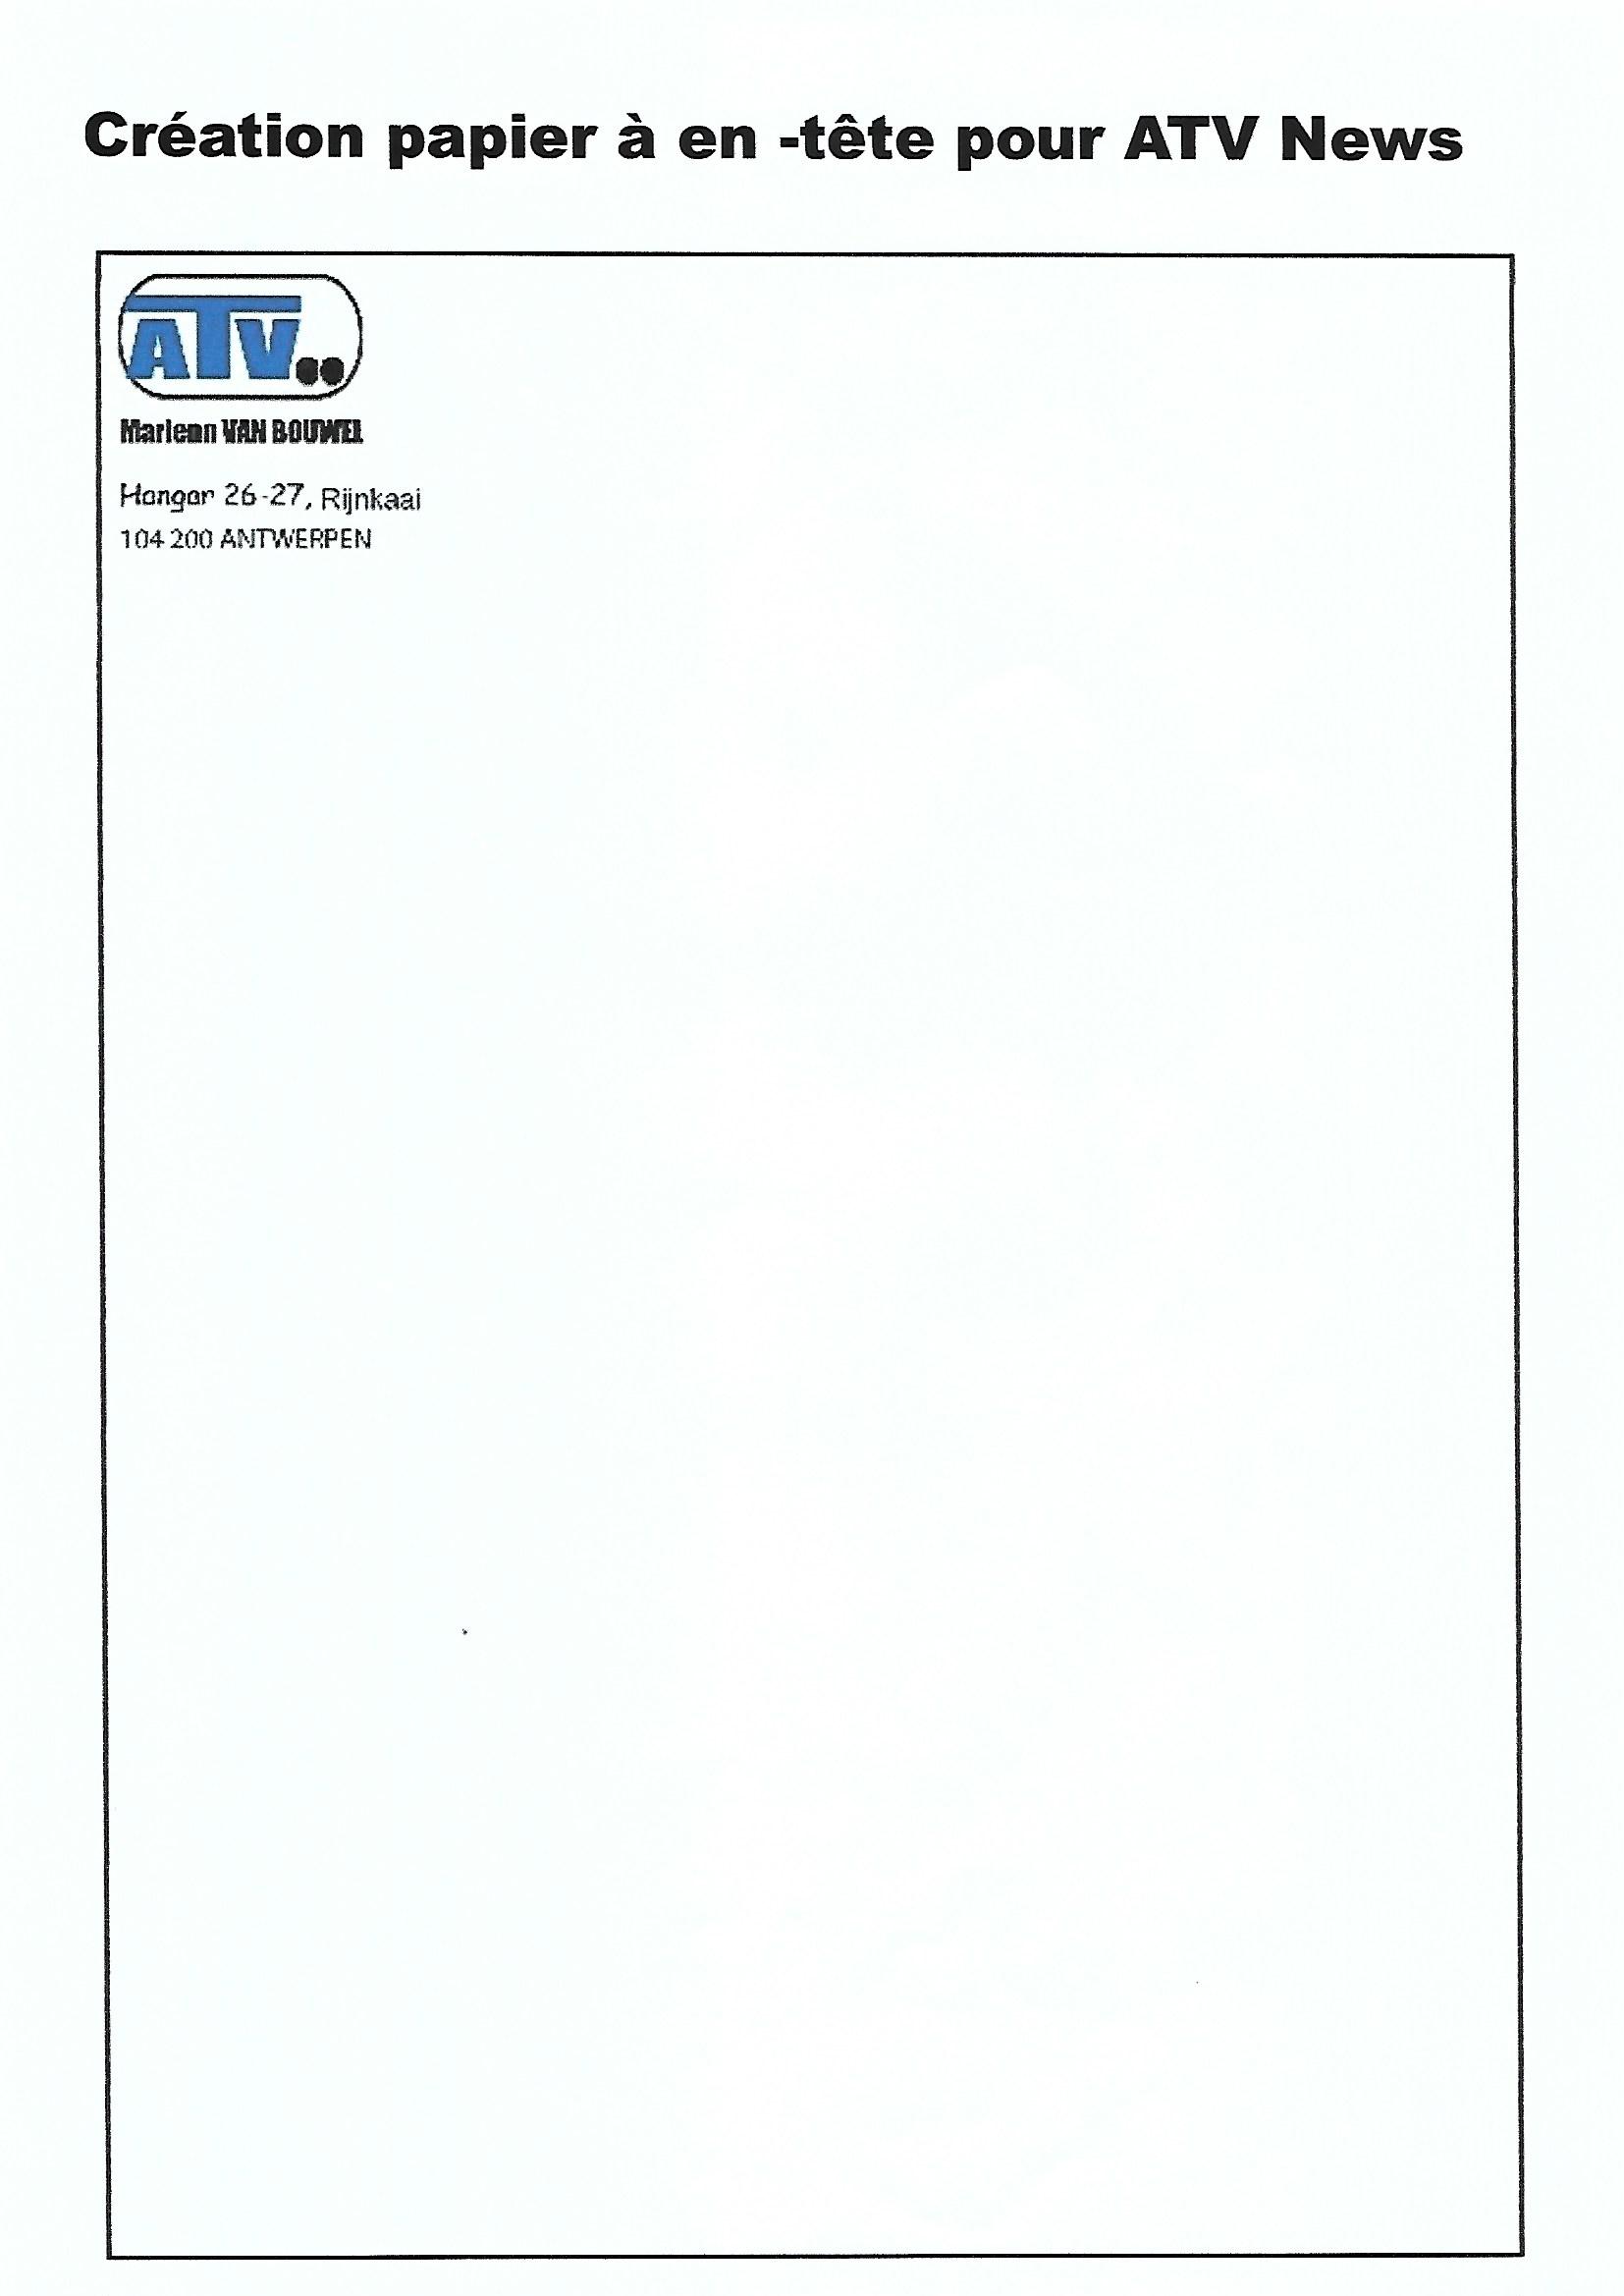 Création papier à en -tête pour ATV News
ATV
Marleen VAN BOUWEL
Hangar 26-27, Rijnkaai
104 200 ANTWERPEN